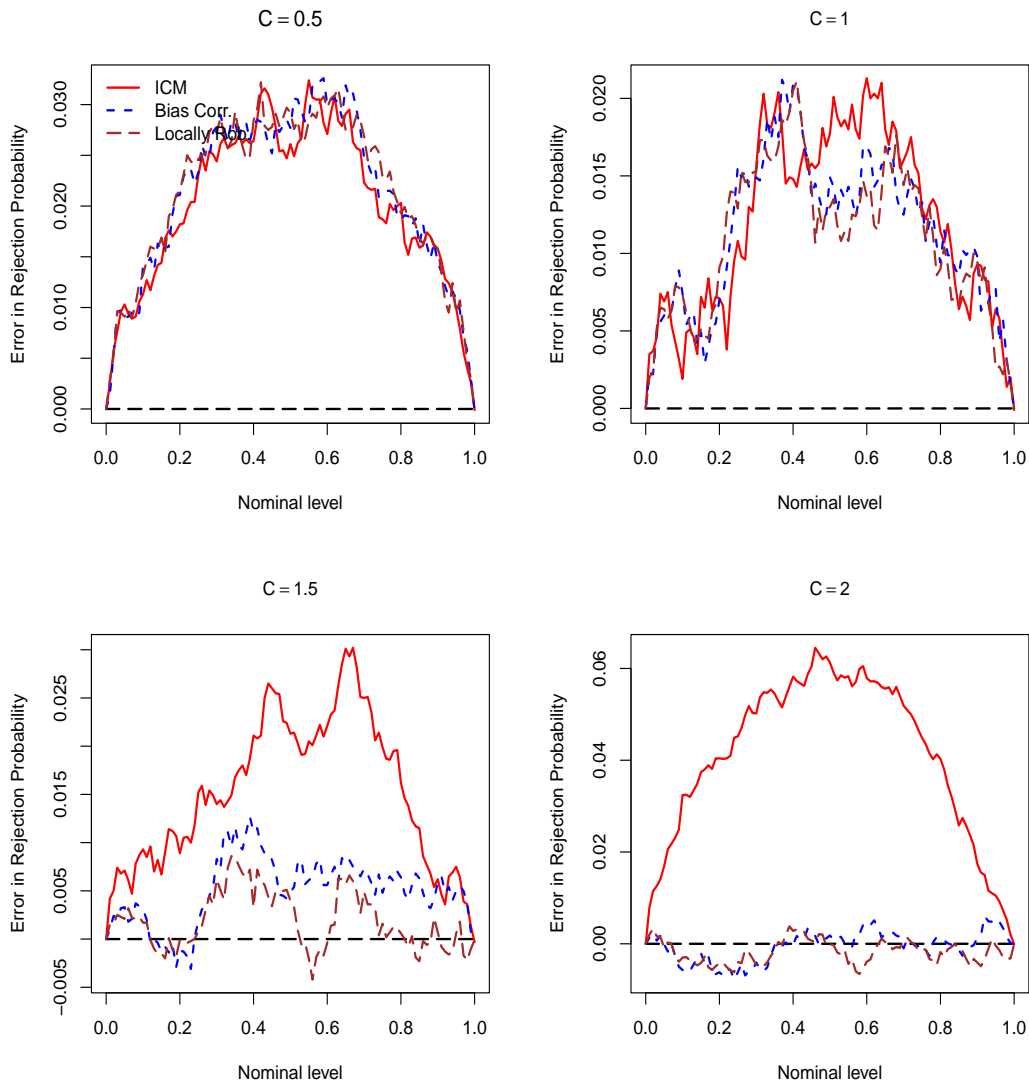 C = 0.5
ICM
Bias Corr.
Locally Rob.
Error in Rejection Probability
0.000
0.010
0.020
0.030
0.0 0.2 0.4 0.6 0.8 1.0
Nominal level
C = 1
Error in Rejection Probability
0.000
0.005
0.010
0.015
0.020
0.0 0.2 0.4 0.6 0.8 1.0
Nominal level
C = 1.5
Error in Rejection Probability
−0.005
0.005
0.015
0.025
0.0 0.2 0.4 0.6 0.8 1.0
Nominal level
C = 2
Error in Rejection Probability
0.00
0.02
0.04
0.06
0.0 0.2 0.4 0.6 0.8 1.0
Nominal level